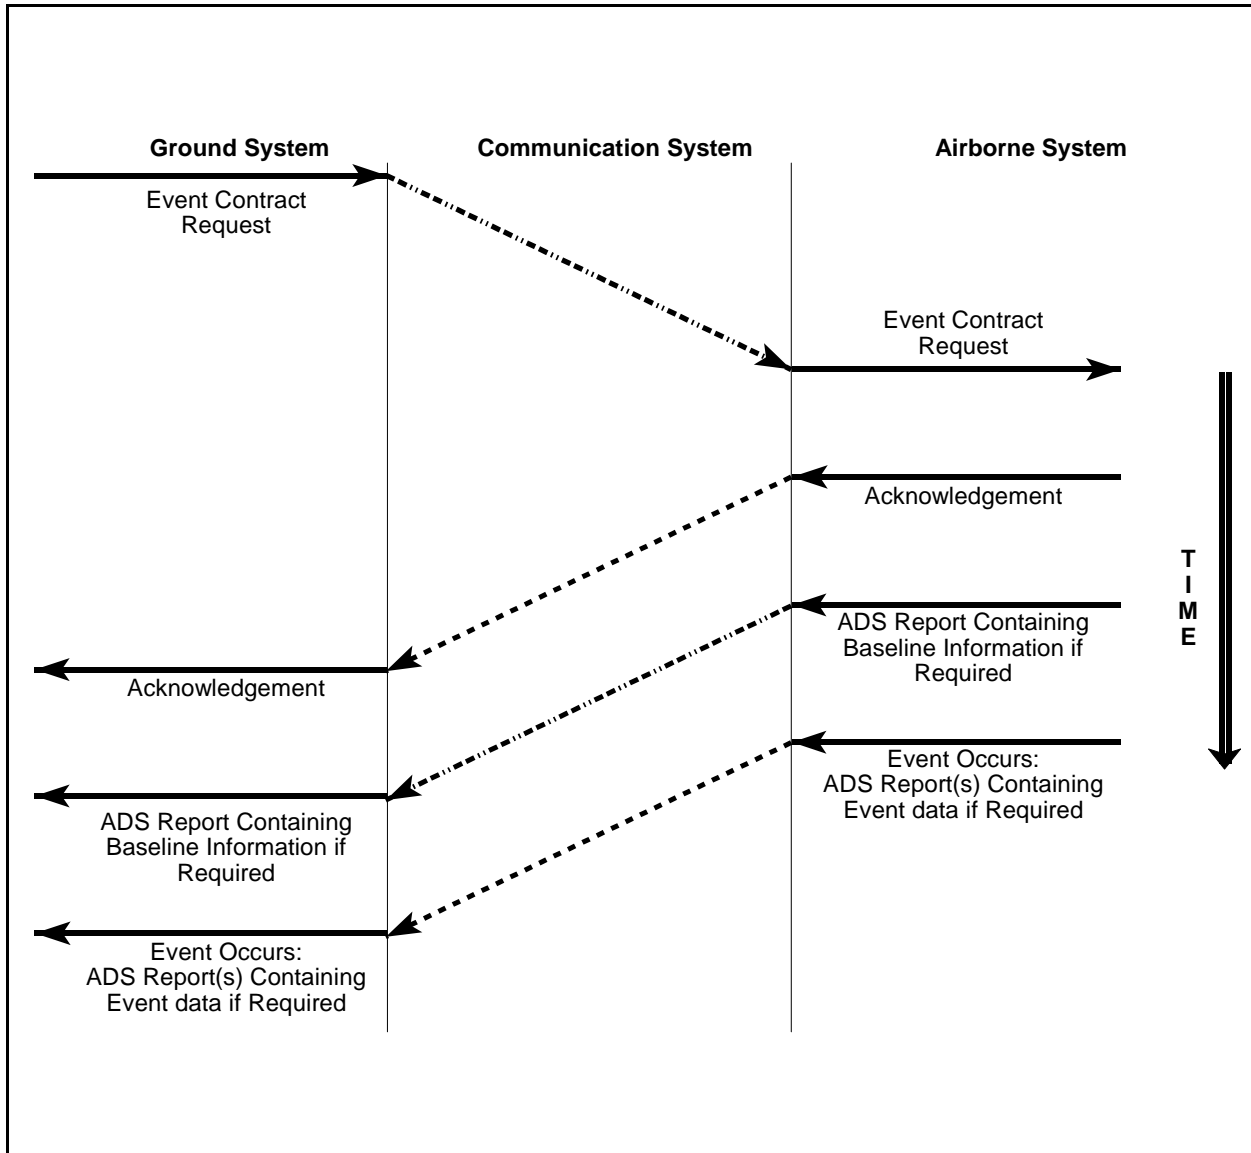 Ground System
Communication System
Airborne System
Event Contract
Request
Event Contract
Request
Acknowledgement
ADS Report Containing
Baseline Information if
Required
Acknowledgement
Event Occurs:
ADS Report(s) Containing
Event data if Required
ADS Report Containing
Baseline Information if
Required
Event Occurs:
ADS Report(s) Containing
Event data if Required
T
I
M
E